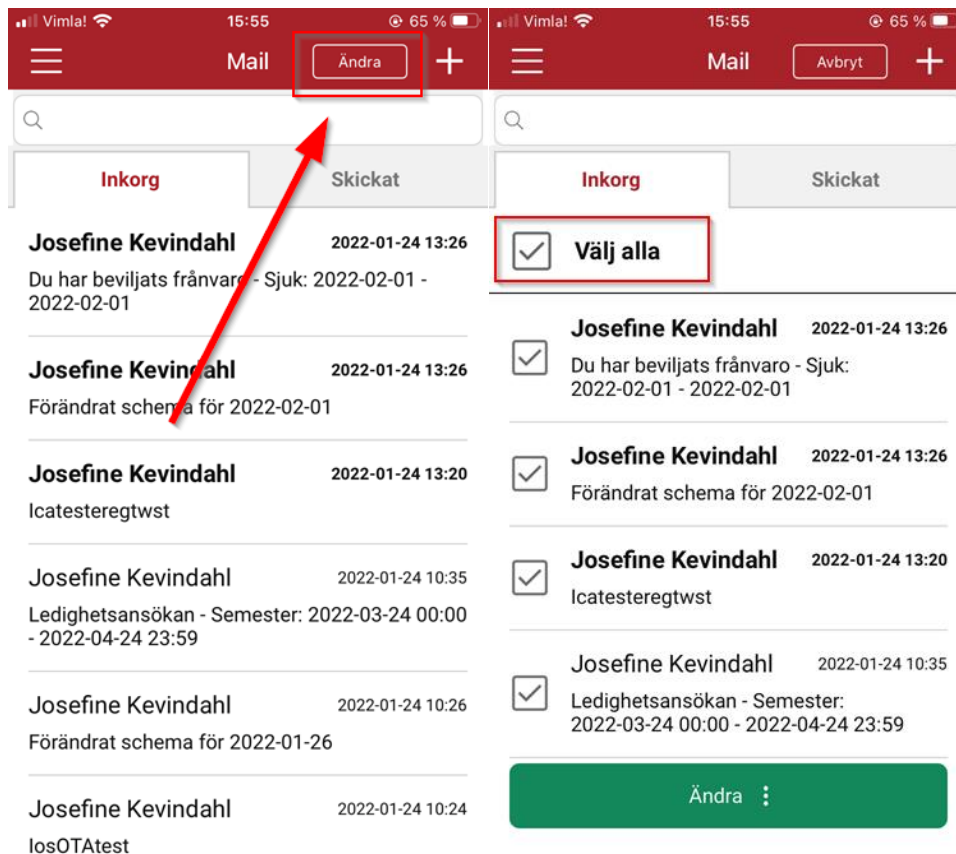 Vimla! 15:55 65 %
Mail Ändra
Inkorg Skickat
Josefine Kevindahl 2022-01-24 13:26
Du har beviljats frånvaro - Sjuk: 2022-02-01 -
2022-02-01
Josefine Kevindahl 2022-01-24 13:26
Förändrat schema för 2022-02-01
Josefine Kevindahl 2022-01-24 13:20
Icatesteregtwst
Josefine Kevindahl 2022-01-24 10:35
Ledighetsansökan - Semester: 2022-03-24 00:00
- 2022-04-24 23:59
Josefine Kevindahl 2022-01-24 10:26
Förändrat schema för 2022-01-26
Josefine Kevindahl 2022-01-24 10:24
IosOTAtest
Vimla! 15:55 65 %
Mail Avbryt
Inkorg Skickat
Välj alla
Josefine Kevindahl 2022-01-24 13:26
Du har beviljats frånvaro - Sjuk:
2022-02-01 - 2022-02-01
Josefine Kevindahl 2022-01-24 13:26
Förändrat schema för 2022-02-01
Josefine Kevindahl 2022-01-24 13:20
Icatesteregtwst
Josefine Kevindahl 2022-01-24 10:35
Ledighetsansökan - Semester:
2022-03-24 00:00 - 2022-04-24 23:59
Ändra